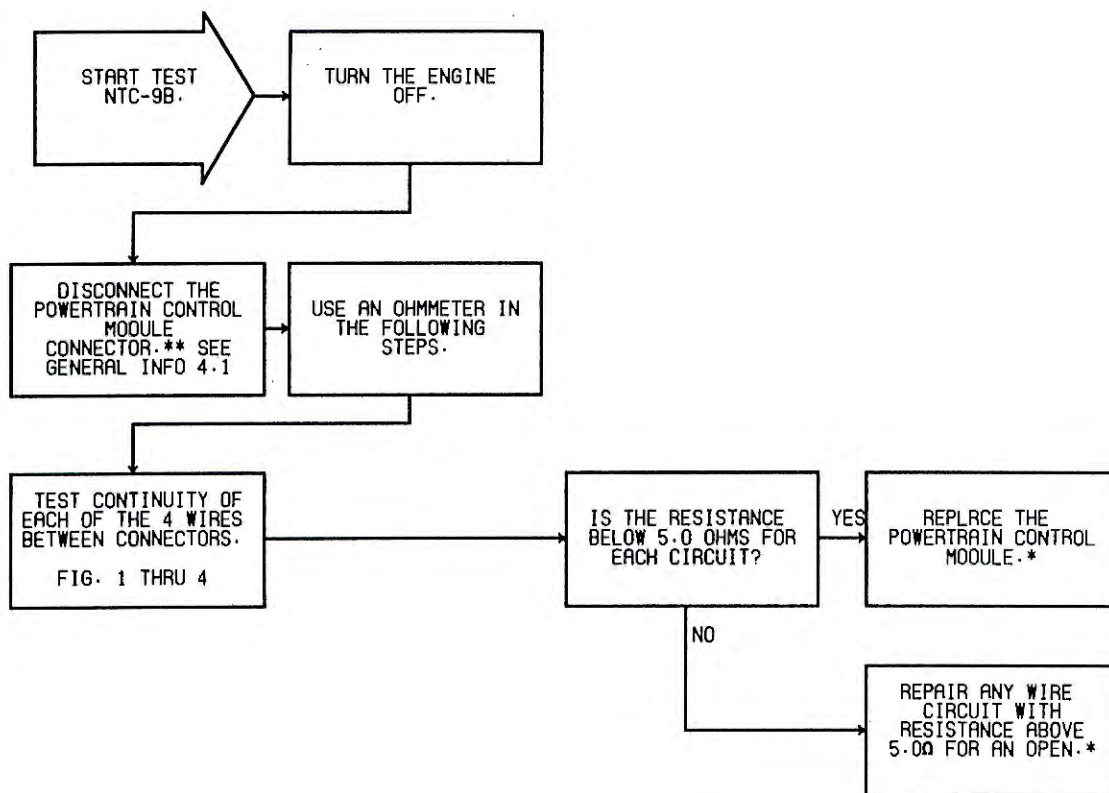 START TEST
NTC-9B.
TURN THE ENGINE
OFF.
DISCONNECT THE
POWERTRAIN CONTROL
MODULE
CONNECTOR.** SEE
GENERAL INFO 4.1
USE AN OHMMETER IN
THE FOLLOWING
STEPS.
TEST CONTINUITY OF
EACH OF THE 4 WIRES
BETWEEN CONNECTORS.
FIG. 1 THRU 4
IS THE RESISTANCE
BELOW 5.0 OHMS FOR
EACH CIRCUIT?
YES
REPLRCE THE
POWERTRAIN CONTROL
MODULE.*
NO
REPAIR ANY WIRE
CIRCUIT WITH
RESISTANCE ABOVE
5.0Ω FOR AN OPEN.*